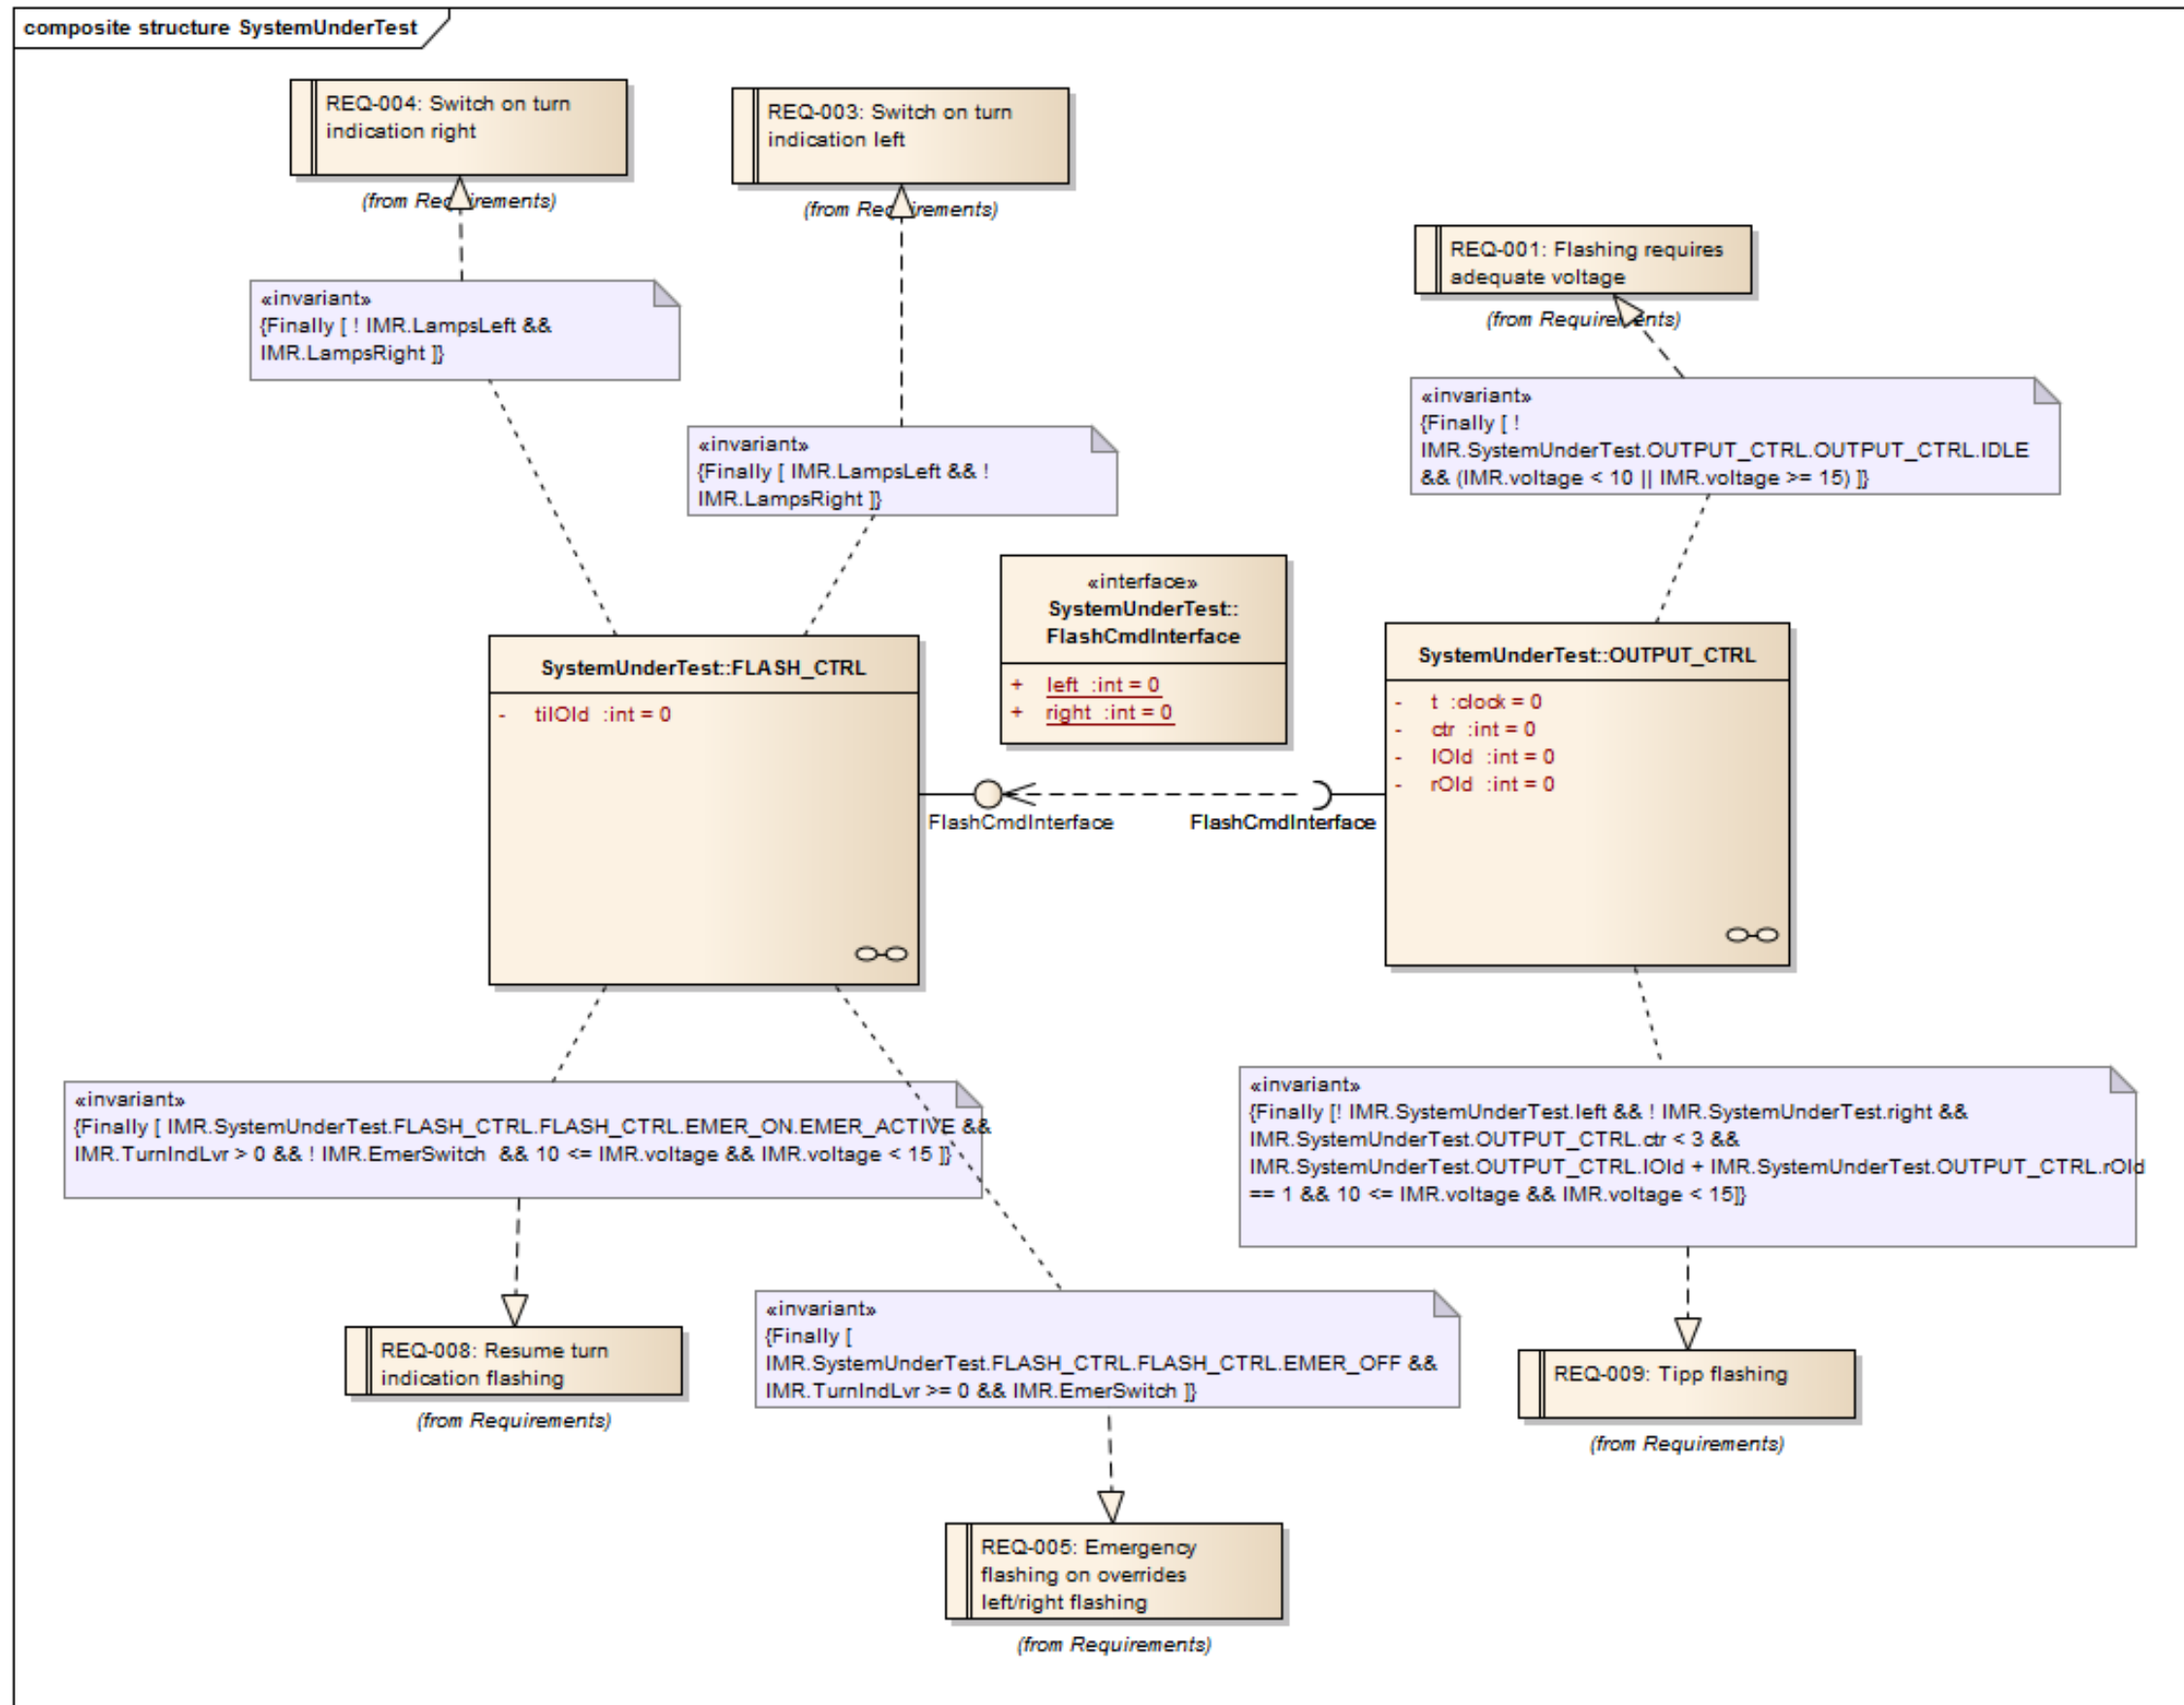 composite structure SystemUnderTest
REQ-004: Switch on turn
indication right
(from Requirements)
REQ-003: Switch on turn
indication left
(from Requirements)
REQ-001: Flashing requires
adequate voltage
(from Requirements)
«invariant»
{Finally [ ! IMR.LampsLeft &&
IMR.LampsRight ]}
«invariant»
{Finally [ IMR.LampsLeft && !
IMR.LampsRight ]}
«invariant»
{Finally [ !
IMR.SystemUnderTest.OUTPUT_CTRL.OUTPUT_CTRL.IDLE
&& (IMR.voltage < 10 || IMR.voltage >= 15) ]}
«interface»
SystemUnderTest::
FlashCmdInterface
+ left :int = 0
+ right :int = 0
SystemUnderTest::FLASH_CTRL
- tilOld :int = 0
SystemUnderTest::OUTPUT_CTRL
- t :clock = 0
- ctr :int = 0
- lOld :int = 0
- rOld :int = 0
FlashCmdInterface
FlashCmdInterface
«invariant»
{Finally [ IMR.SystemUnderTest.FLASH_CTRL.FLASH_CTRL.EMER_ON.EMER_ACTIVE &&
IMR.TurnIndLvr > 0 && ! IMR.EmerSwitch && 10 <= IMR.voltage && IMR.voltage < 15 ]}
«invariant»
{Finally [! IMR.SystemUnderTest.left && ! IMR.SystemUnderTest.right &&
IMR.SystemUnderTest.OUTPUT_CTRL.ctr < 3 &&
IMR.SystemUnderTest.OUTPUT_CTRL.lOld + IMR.SystemUnderTest.OUTPUT_CTRL.rOld
== 1 && 10 <= IMR.voltage && IMR.voltage < 15]}
REQ-008: Resume turn
indication flashing
(from Requirements)
«invariant»
{Finally [
IMR.SystemUnderTest.FLASH_CTRL.FLASH_CTRL.EMER_OFF &&
IMR.TurnIndLvr >= 0 && IMR.EmerSwitch ]}
REQ-009: Tipp flashing
(from Requirements)
REQ-005: Emergency
flashing on overrides
left/right flashing
(from Requirements)